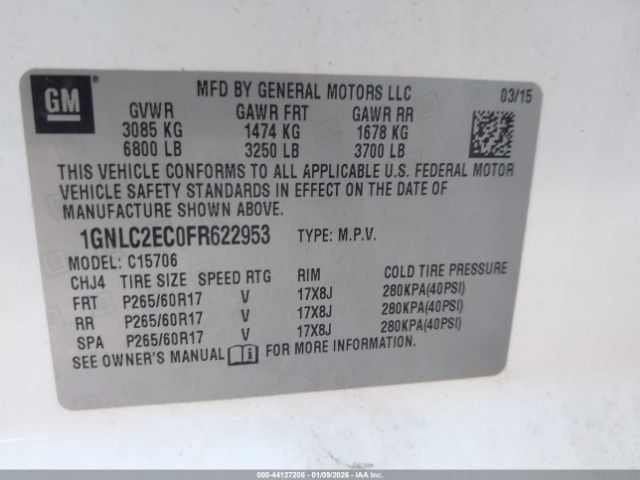 GM ®
MFD BY GENERAL MOTORS LLC 03/15
GVWR GAWR FRT GAWR RR
3085 KG 1474 KG 1678 KG
6800 LB 3250 LB 3700 LB
THIS VEHICLE CONFORMS TO ALL APPLICABLE U.S. FEDERAL MOTOR
VEHICLE SAFETY STANDARDS IN EFFECT ON THE DATE OF
MANUFACTURE SHOWN ABOVE.
1GNLC2EC0FR622953 TYPE: M.P.V.
MODEL: C15706
CHJ4 TIRE SIZE SPEED RTG RIM COLD TIRE PRESSURE
FRT P265/60R17 V 17X8J 280KPA(40PSI)
RR P265/60R17 V 17X8J 280KPA(40PSI)
SPA P265/60R17 V 17X8J 280KPA(40PSI)
SEE OWNER'S MANUAL i FOR MORE INFORMATION.
000-44127208 - 01/09/2026 - IAAI.com